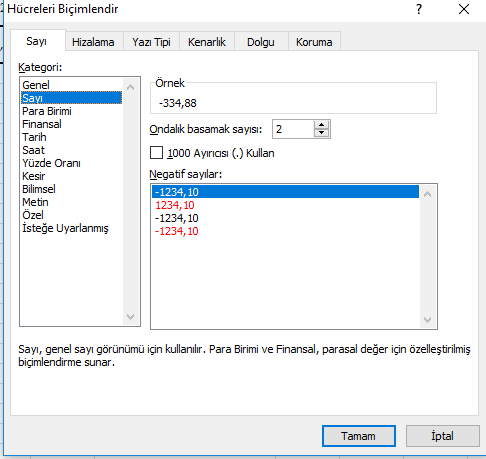 Hücreleri Biçimlendir
Sayı Hizalama Yazı Tipi Kenarlık Dolgu Koruma
Kategori:
Genel
Sayı
Para Birimi
Finansal
Tarih
Saat
Yüzde Oranı
Kesir
Bilimsel
Metin
Özel
İsteğe Uyarlanmış
Örnek
-334,88
Ondalık basamak sayısı: 2
1000 Ayırıcısı (.) Kullan
Negatif sayılar:
-1234,10
1234,10
-1234,10
-1234,10
Sayı, genel sayı görünümü için kullanılır. Para Birimi ve Finansal, parasal değer için özelleştirilmiş
biçimlendirme sunar.
Tamam İptal